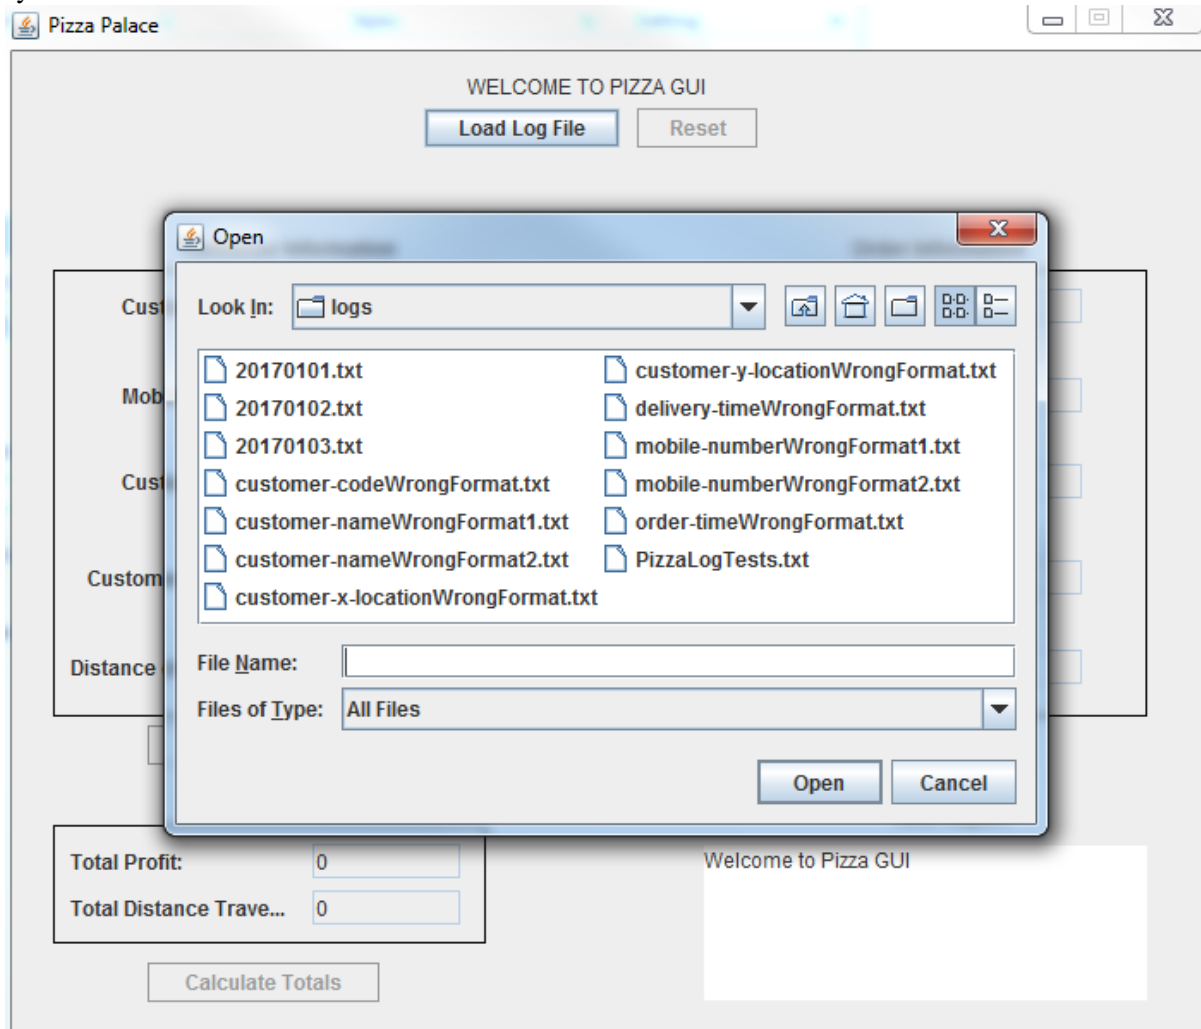 Pizza Palace
WELCOME TO PIZZA GUI
Load Log File
Reset
Open
Look In:
logs
20170101.txt
20170102.txt
20170103.txt
customer-codeWrongFormat.txt
customer-nameWrongFormat1.txt
customer-nameWrongFormat2.txt
customer-x-locationWrongFormat.txt
customer-y-locationWrongFormat.txt
delivery-timeWrongFormat.txt
mobile-numberWrongFormat1.txt
mobile-numberWrongFormat2.txt
order-timeWrongFormat.txt
PizzaLogTests.txt
File Name:
Files of Type:
All Files
Open
Cancel
Cust
Mob
Cust
Custom
Distance
Total Profit:
0
Total Distance Trave...
0
Calculate Totals
Welcome to Pizza GUI